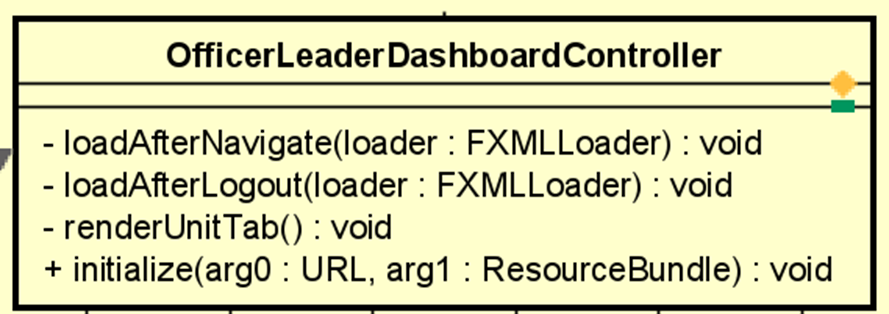 OfficerLeaderDashboardController
- loadAfterNavigate(loader : FXMLLoader) : void
- loadAfterLogout(loader : FXMLLoader) : void
- renderUnitTab() : void
+ initialize(arg0 : URL, arg1 : ResourceBundle) : void